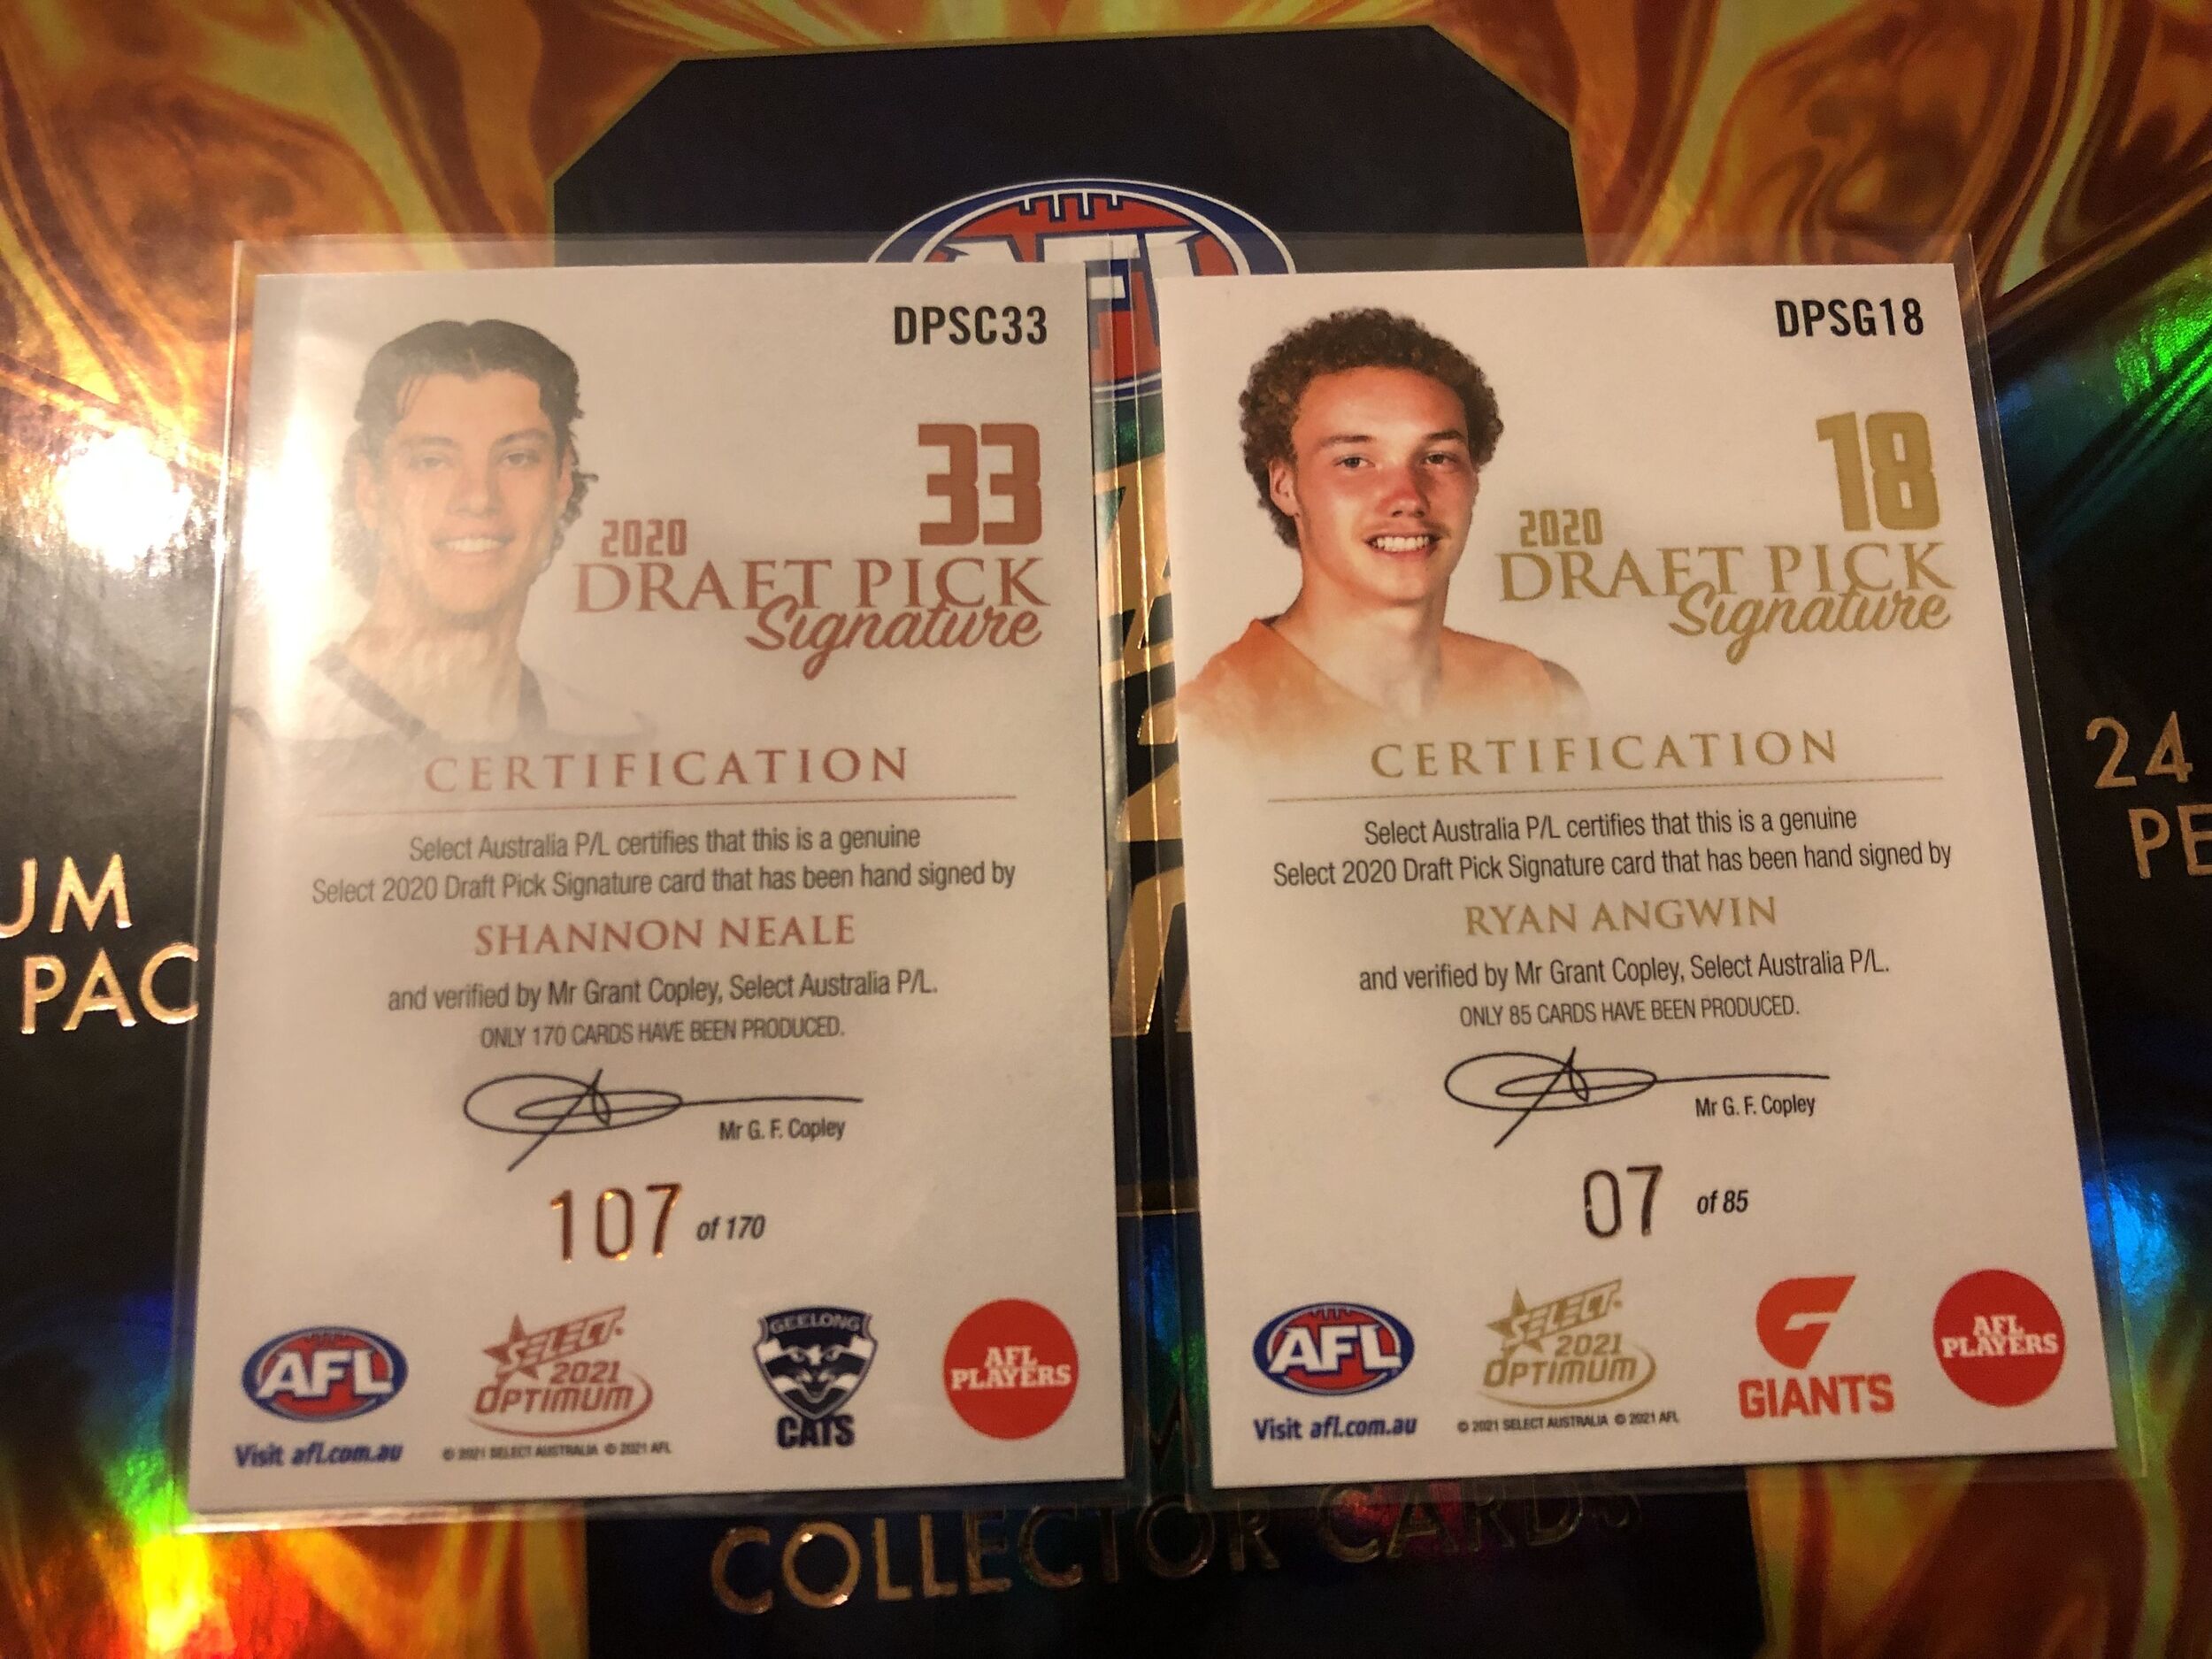 AFL
DPSC33
33
2020
DRAFT PICK
Signature
CERTIFICATION
Select Australia P/L certifies that this is a genuine
Select 2020 Draft Pick Signature card that has been hand signed by
SHANNON NEALE
and verified by Mr Grant Copley, Select Australia P/L.
ONLY 170 CARDS HAVE BEEN PRODUCED.
Mr G. F. Copley
107 of 170
AFL
Visit afl.com.au
SELECT
2021
OPTIMUM
© 2021 SELECT AUSTRALIA © 2021 AFL
GEELONG
CATS
AFL
PLAYERS
DPSG18
18
2020
DRAFT PICK
Signature
CERTIFICATION
Select Australia P/L certifies that this is a genuine
Select 2020 Draft Pick Signature card that has been hand signed by
RYAN ANGWIN
and verified by Mr Grant Copley, Select Australia P/L.
ONLY 85 CARDS HAVE BEEN PRODUCED.
Mr G. F. Copley
07 of 85
AFL
Visit afl.com.au
SELECT
2021
OPTIMUM
© 2021 SELECT AUSTRALIA © 2021 AFL
GIANTS
AFL
PLAYERS
UM
PAC
24
PE
COLLECTOR CARDS